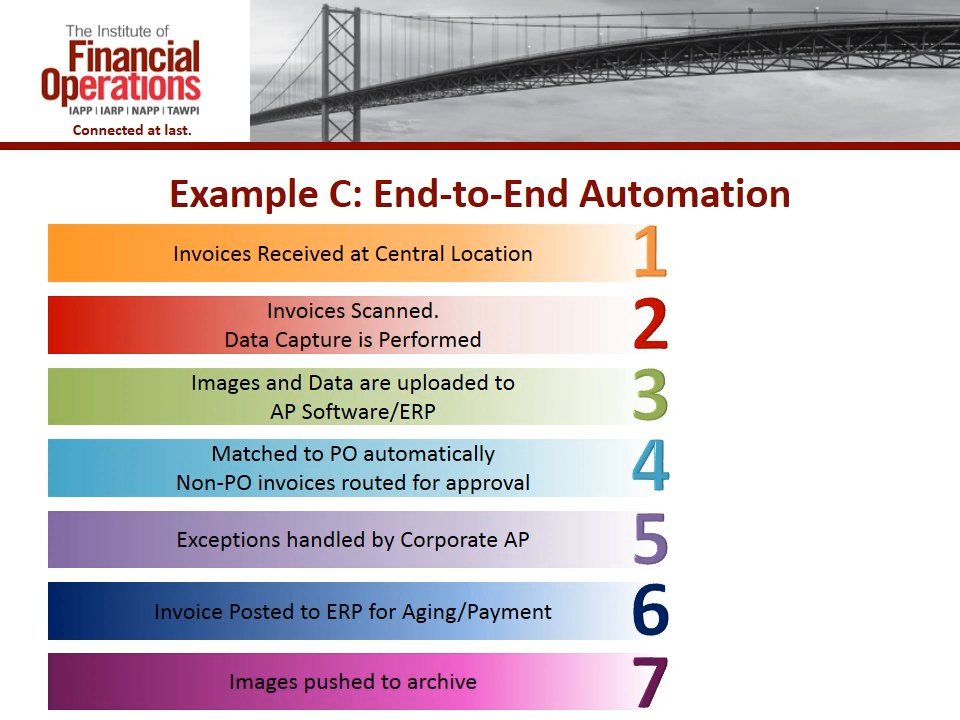 The Institute of
Financial
Operations
IAPP | IARP | NAPP | TAWPI
Connected at last.
Example C: End-to-End Automation
Invoices Received at Central Location
1
Invoices Scanned.
Data Capture is Performed
2
Images and Data are uploaded to
AP Software/ERP
3
Matched to PO automatically
Non-PO invoices routed for approval
4
Exceptions handled by Corporate AP
5
Invoice Posted to ERP for Aging/Payment
6
Images pushed to archive
7